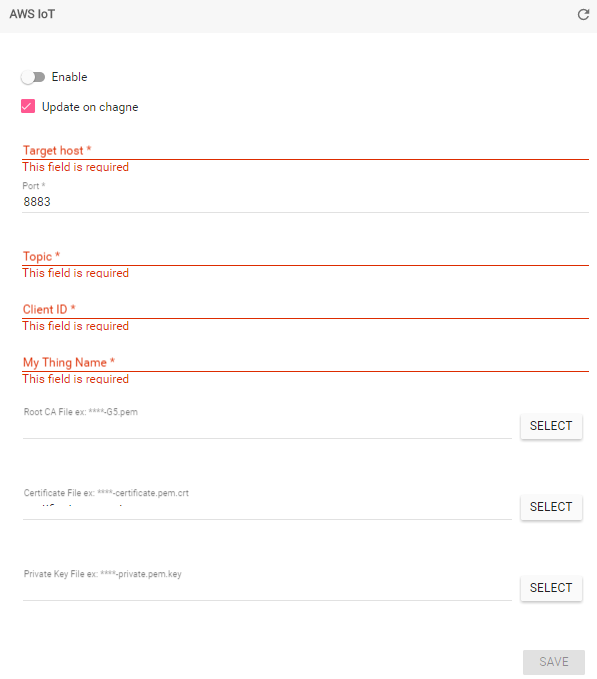 AWS IoT
Enable
Update on chagne
Target host *
This field is required
Port *
8883
Topic *
This field is required
Client ID *
This field is required
My Thing Name *
This field is required
Root CA File ex: ****-G5.pem
SELECT
Certificate File ex: ****-certificate.pem.crt
SELECT
Private Key File ex: ****-private.pem.key
SELECT
SAVE